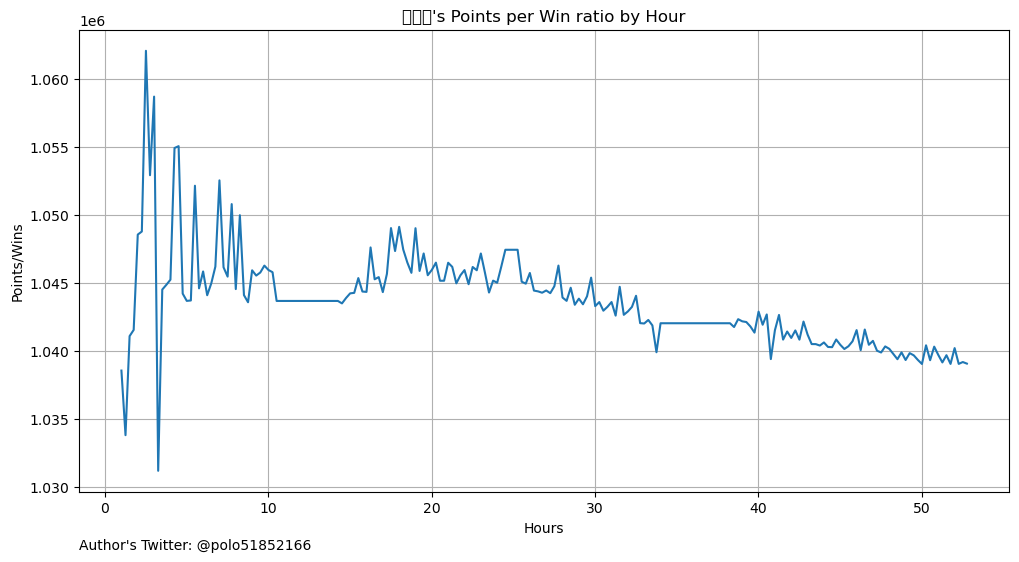 1e6
's Points per Win ratio by Hour
1.060
1.055
1.050
1.045
1.040
1.035
1.030
Points/Wins
0 10 20 30 40 50
Hours
Author's Twitter: @polo51852166